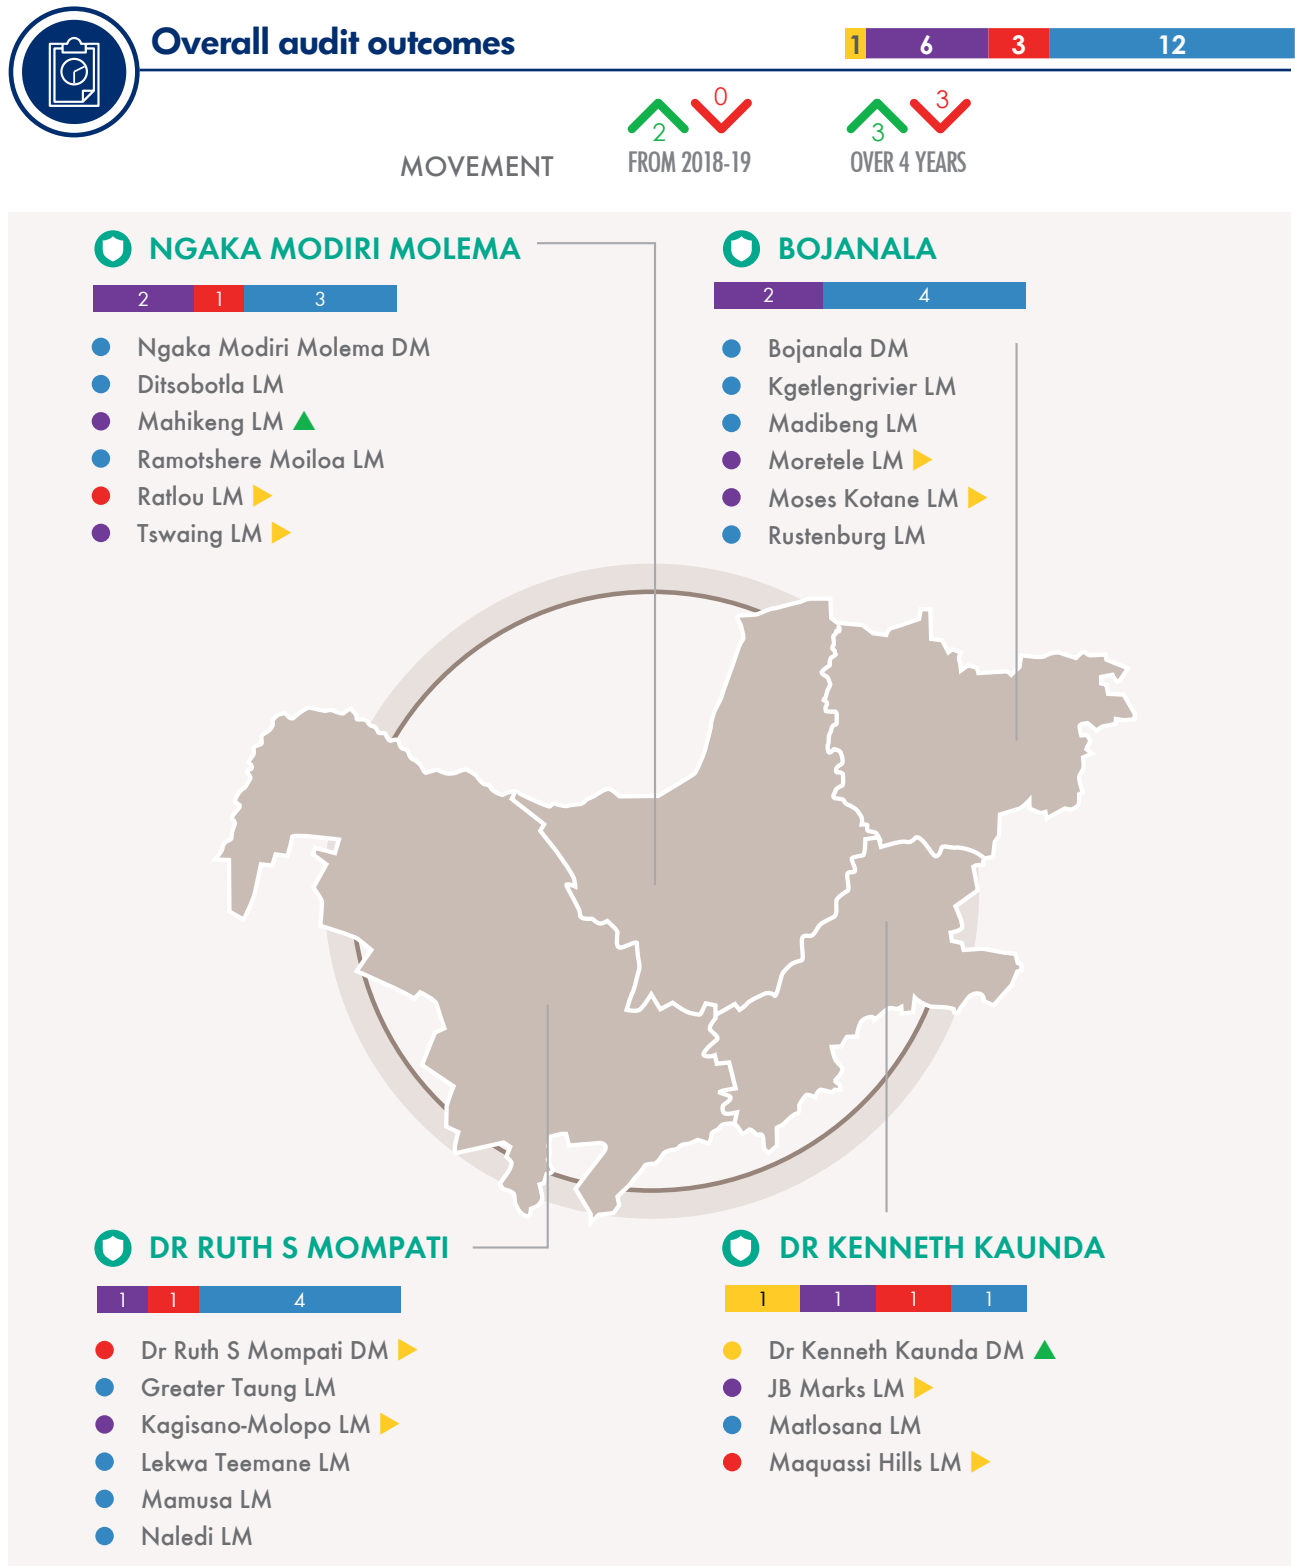 Overall audit outcomes
1 6 3 12
2 0 3 3
MOVEMENT FROM 2018-19 OVER 4 YEARS
NGAKA MODIRI MOLEMA
2 1 3
Ngaka Modiri Molema DM
Ditsobotla LM
Mahikeng LM
Ramotshere Moiloa LM
Ratlou LM
Tswaing LM
BOJANALA
2 4
Bojanala DM
Kgetlengrivier LM
Madibeng LM
Moretele LM
Moses Kotane LM
Rustenburg LM
DR RUTH S MOMPATI
1 1 4
Dr Ruth S Mompati DM
Greater Taung LM
Kagisano-Molopo LM
Lekwa Teemane LM
Mamusa LM
Naledi LM
DR KENNETH KAUNDA
1 1 1 1
Dr Kenneth Kaunda DM
JB Marks LM
Matlosana LM
Maquassi Hills LM